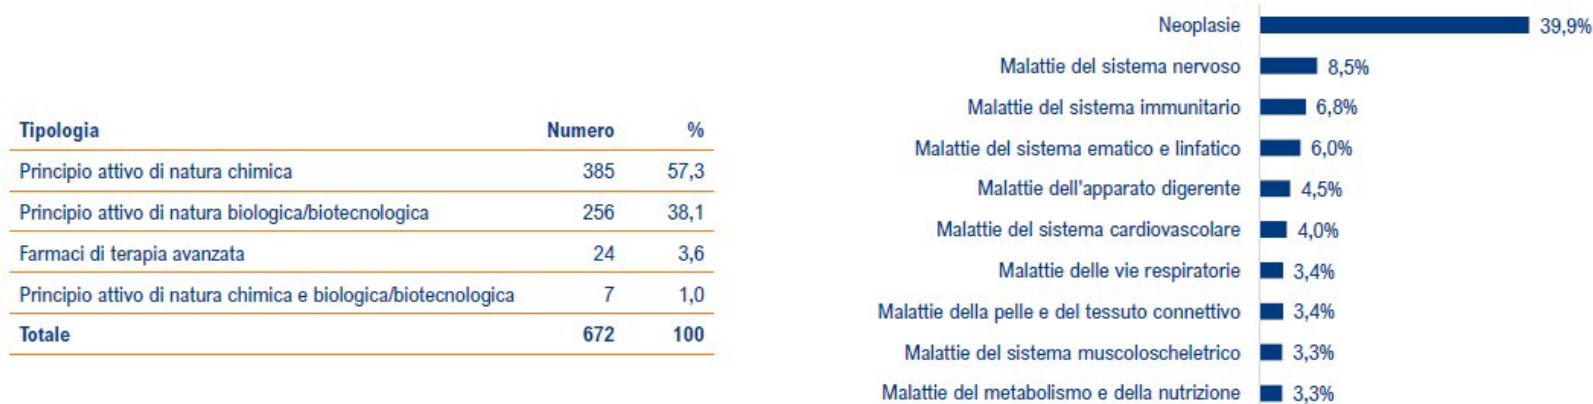 Tipologia Numero %
Principio attivo di natura chimica 385 57,3
Principio attivo di natura biologica/biotecnologica 256 38,1
Farmaci di terapia avanzata 24 3,6
Principio attivo di natura chimica e biologica/biotecnologica 7 1,0
Totale 672 100
Neoplasie 39,9%
Malattie del sistema nervoso 8,5%
Malattie del sistema immunitario 6,8%
Malattie del sistema ematico e linfatico 6,0%
Malattie dell'apparato digerente 4,5%
Malattie del sistema cardiovascolare 4,0%
Malattie delle vie respiratorie 3,4%
Malattie della pelle e del tessuto connettivo 3,4%
Malattie del sistema muscoloscheletrico 3,3%
Malattie del metabolismo e della nutrizione 3,3%